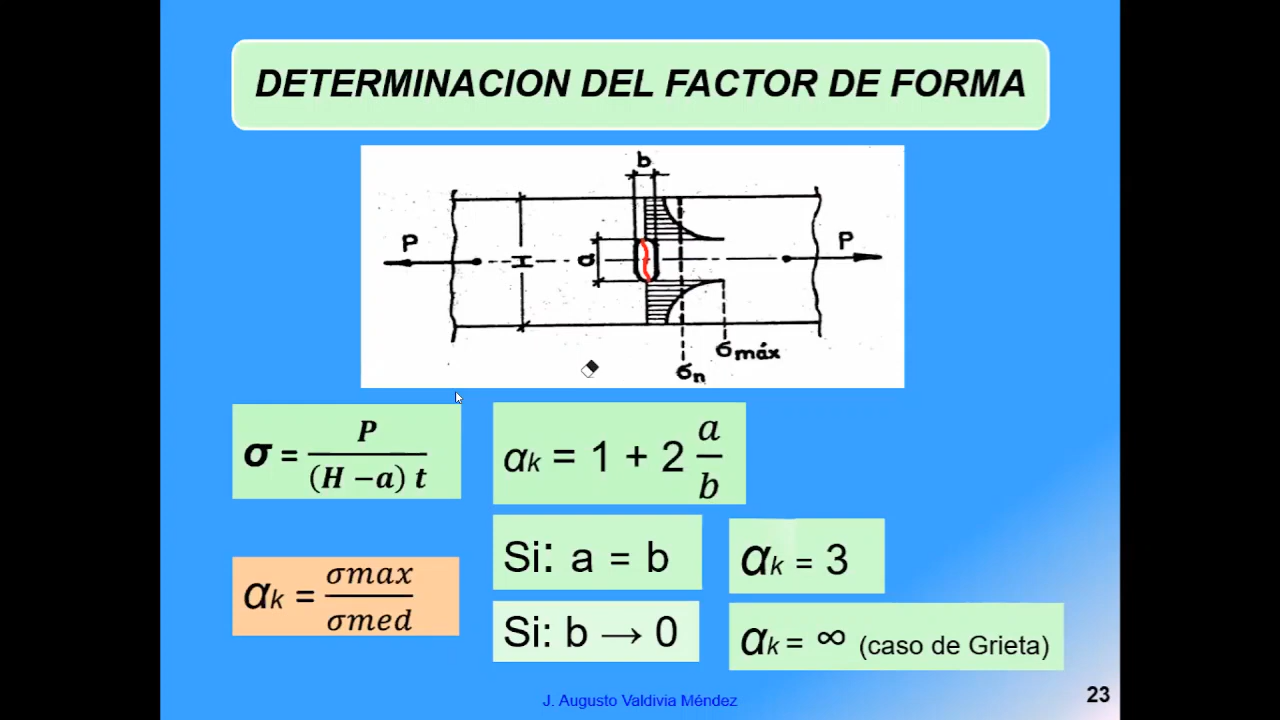 DETERMINACION DEL FACTOR DE FORMA
b
P
H
a
P
σmáx
σn
σ = P / (H − a) t
αk = 1 + 2 a / b
Si: a = b
αk = 3
αk = σmax / σmed
Si: b → 0
αk = ∞ (caso de Grieta)
J. Augusto Valdivia Méndez
23